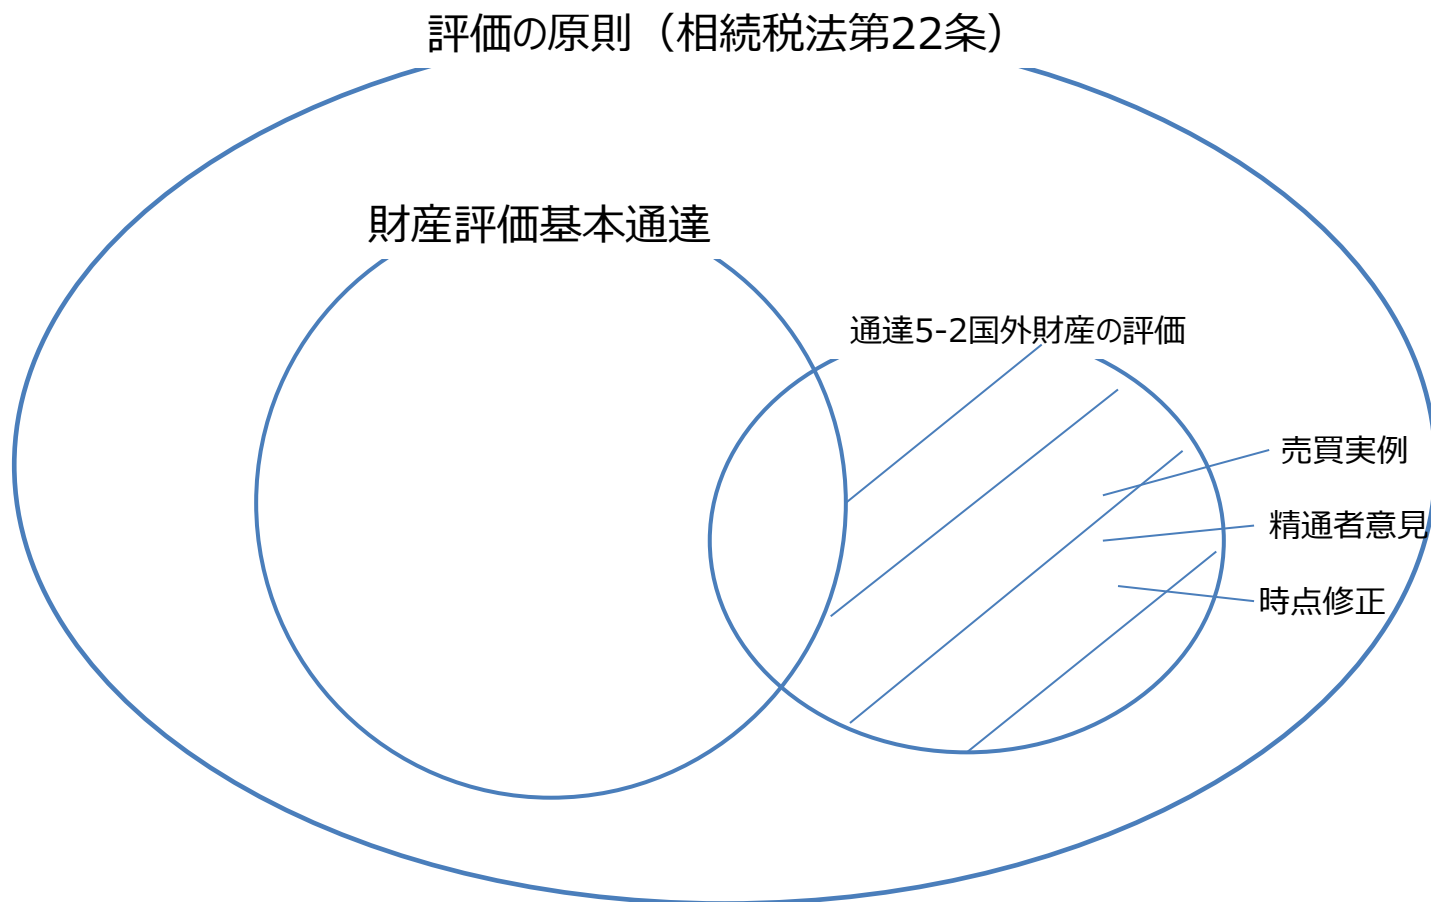 評価の原則（相続税法第22条）
財産評価基本通達
通達5-2国外財産の評価
売買実例
精通者意見
時点修正